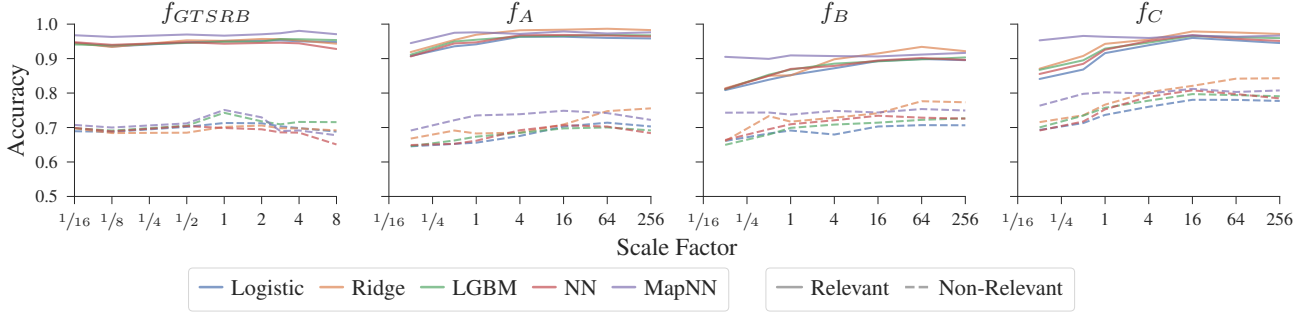 f_GTSRB f_A f_B f_C
Accuracy
1.0
0.9
0.8
0.7
0.6
0.5
1/16 1/8 1/4 1/2 1 2 4 8
1/16 1/4 1 4 16 64 256
1/16 1/4 1 4 16 64 256
1/16 1/4 1 4 16 64 256
Scale Factor
Logistic Ridge LGBM NN MapNN
Relevant Non-Relevant